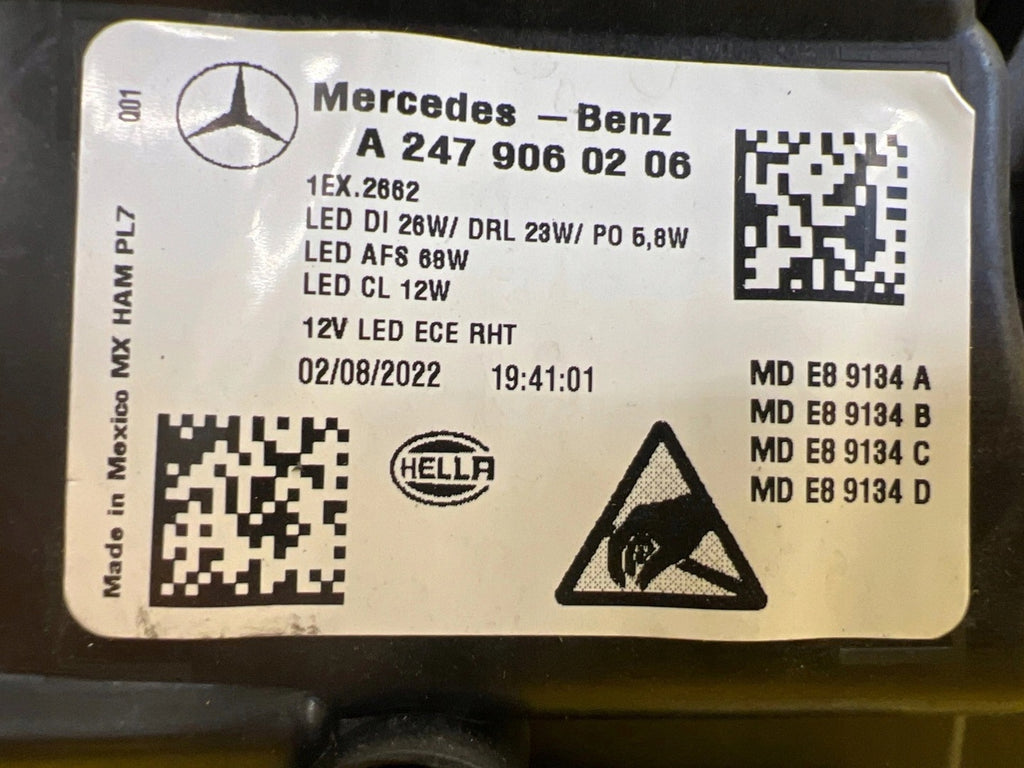 Q01
Made in Mexico MX HAM PL7
Mercedes - Benz
A 247 906 02 06
1EX.2662
LED DI 26W/ DRL 23W/ PO 5,8W
LED AFS 68W
LED CL 12W
12V LED ECE RHT
02/08/2022 19:41:01
MD E8 9134 A
MD E8 9134 B
MD E8 9134 C
MD E8 9134 D
HELLA